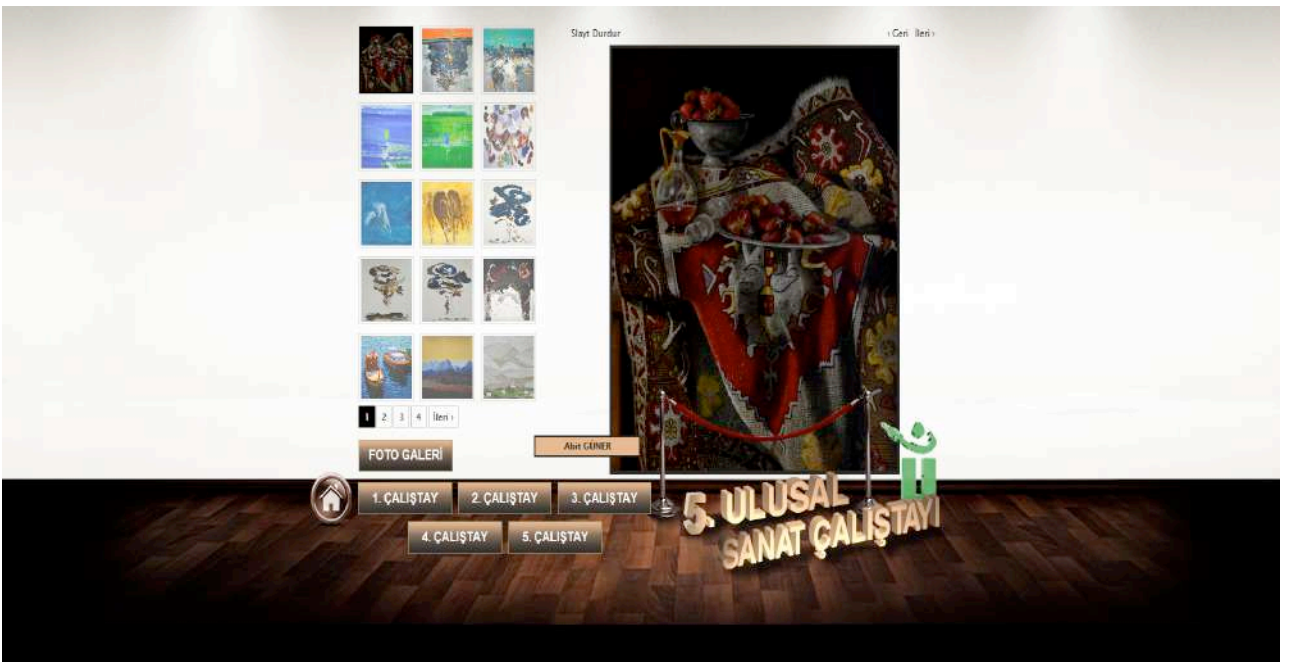 Slayt Durdur
‹ Geri İleri ›
1 2 3 4 İleri ›
FOTO GALERİ
Abit GÜNER
1. ÇALIŞTAY 2. ÇALIŞTAY 3. ÇALIŞTAY
4. ÇALIŞTAY 5. ÇALIŞTAY
5. ULUSAL
SANAT ÇALIŞTAYI